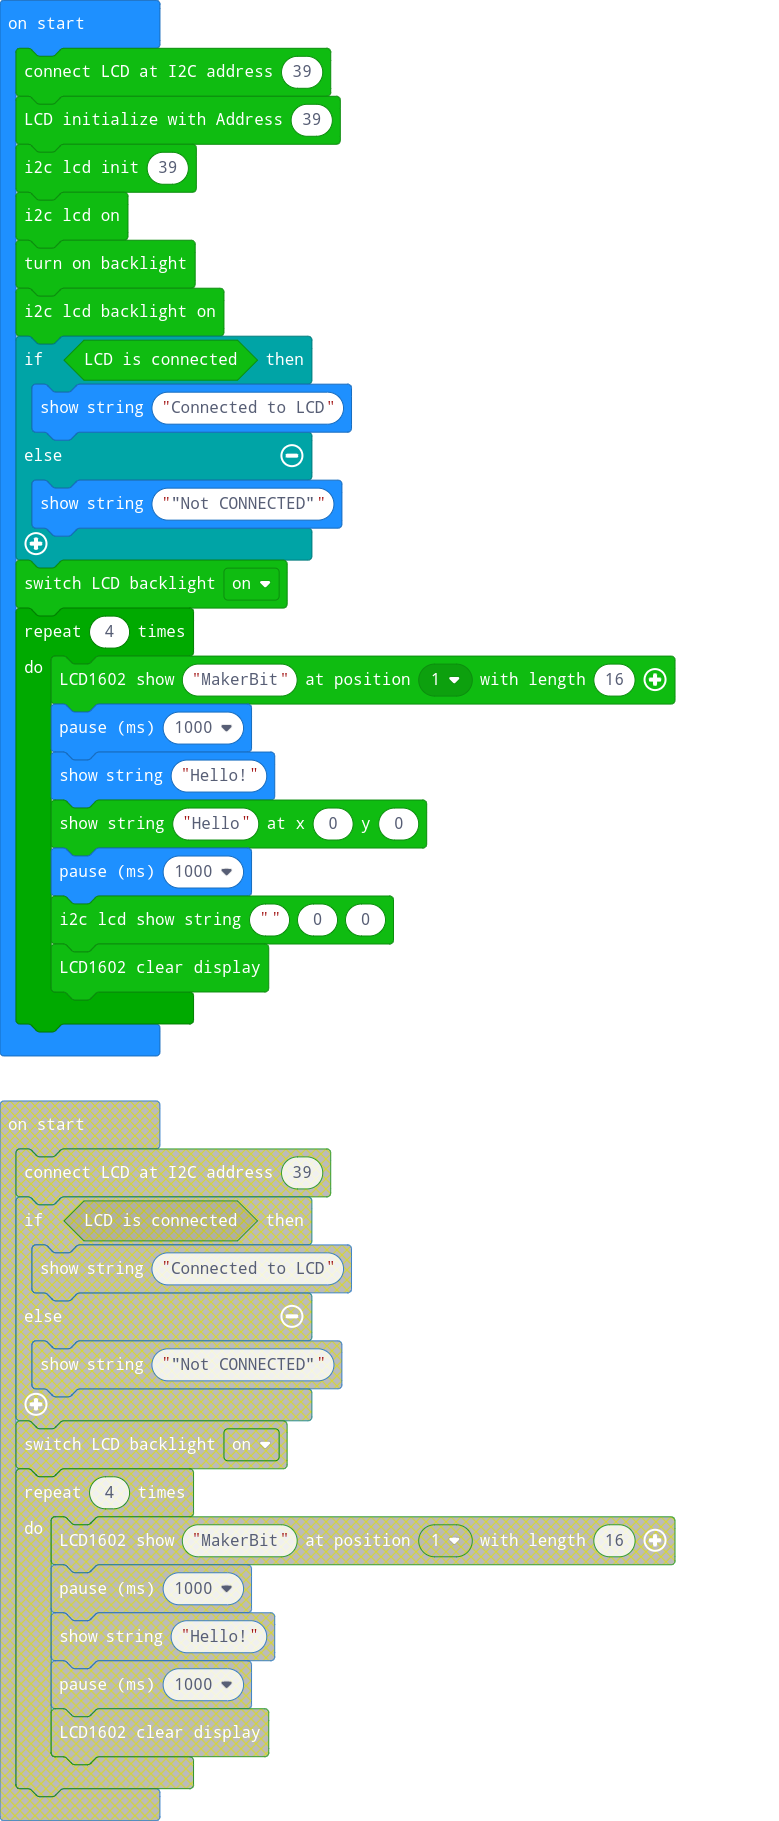 on start
connect LCD at I2C address 39
LCD initialize with Address 39
i2c lcd init 39
i2c lcd on
turn on backlight
i2c lcd backlight on
if LCD is connected then
show string "Connected to LCD"
else
show string ""Not CONNECTED""
switch LCD backlight on
repeat 4 times
do
LCD1602 show "MakerBit" at position 1 with length 16
pause (ms) 1000
show string "Hello!"
show string "Hello" at x 0 y 0
pause (ms) 1000
i2c lcd show string "" 0 0
LCD1602 clear display
on start
connect LCD at I2C address 39
if LCD is connected then
show string "Connected to LCD"
else
show string ""Not CONNECTED""
switch LCD backlight on
repeat 4 times
do
LCD1602 show "MakerBit" at position 1 with length 16
pause (ms) 1000
show string "Hello!"
pause (ms) 1000
LCD1602 clear display